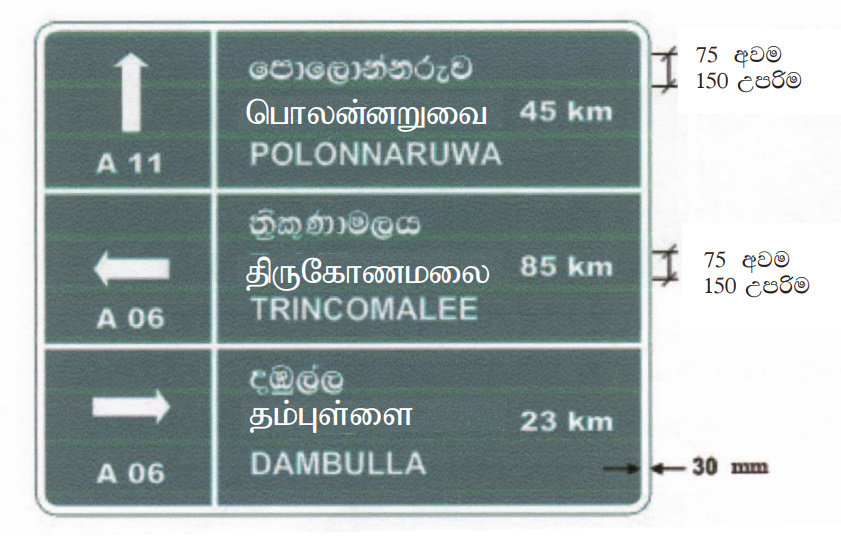 පොලොන්නරුව
பொலன்னறுவை 45 km
A 11 POLONNARUWA
75 අවම
150 උපරිම
ත්‍රිකුණාමලය
திருகோணமலை 85 km
A 06 TRINCOMALEE
75 අවම
150 උපරිම
දඹුල්ල
தம்புள்ளை 23 km
A 06 DAMBULLA
30 mm